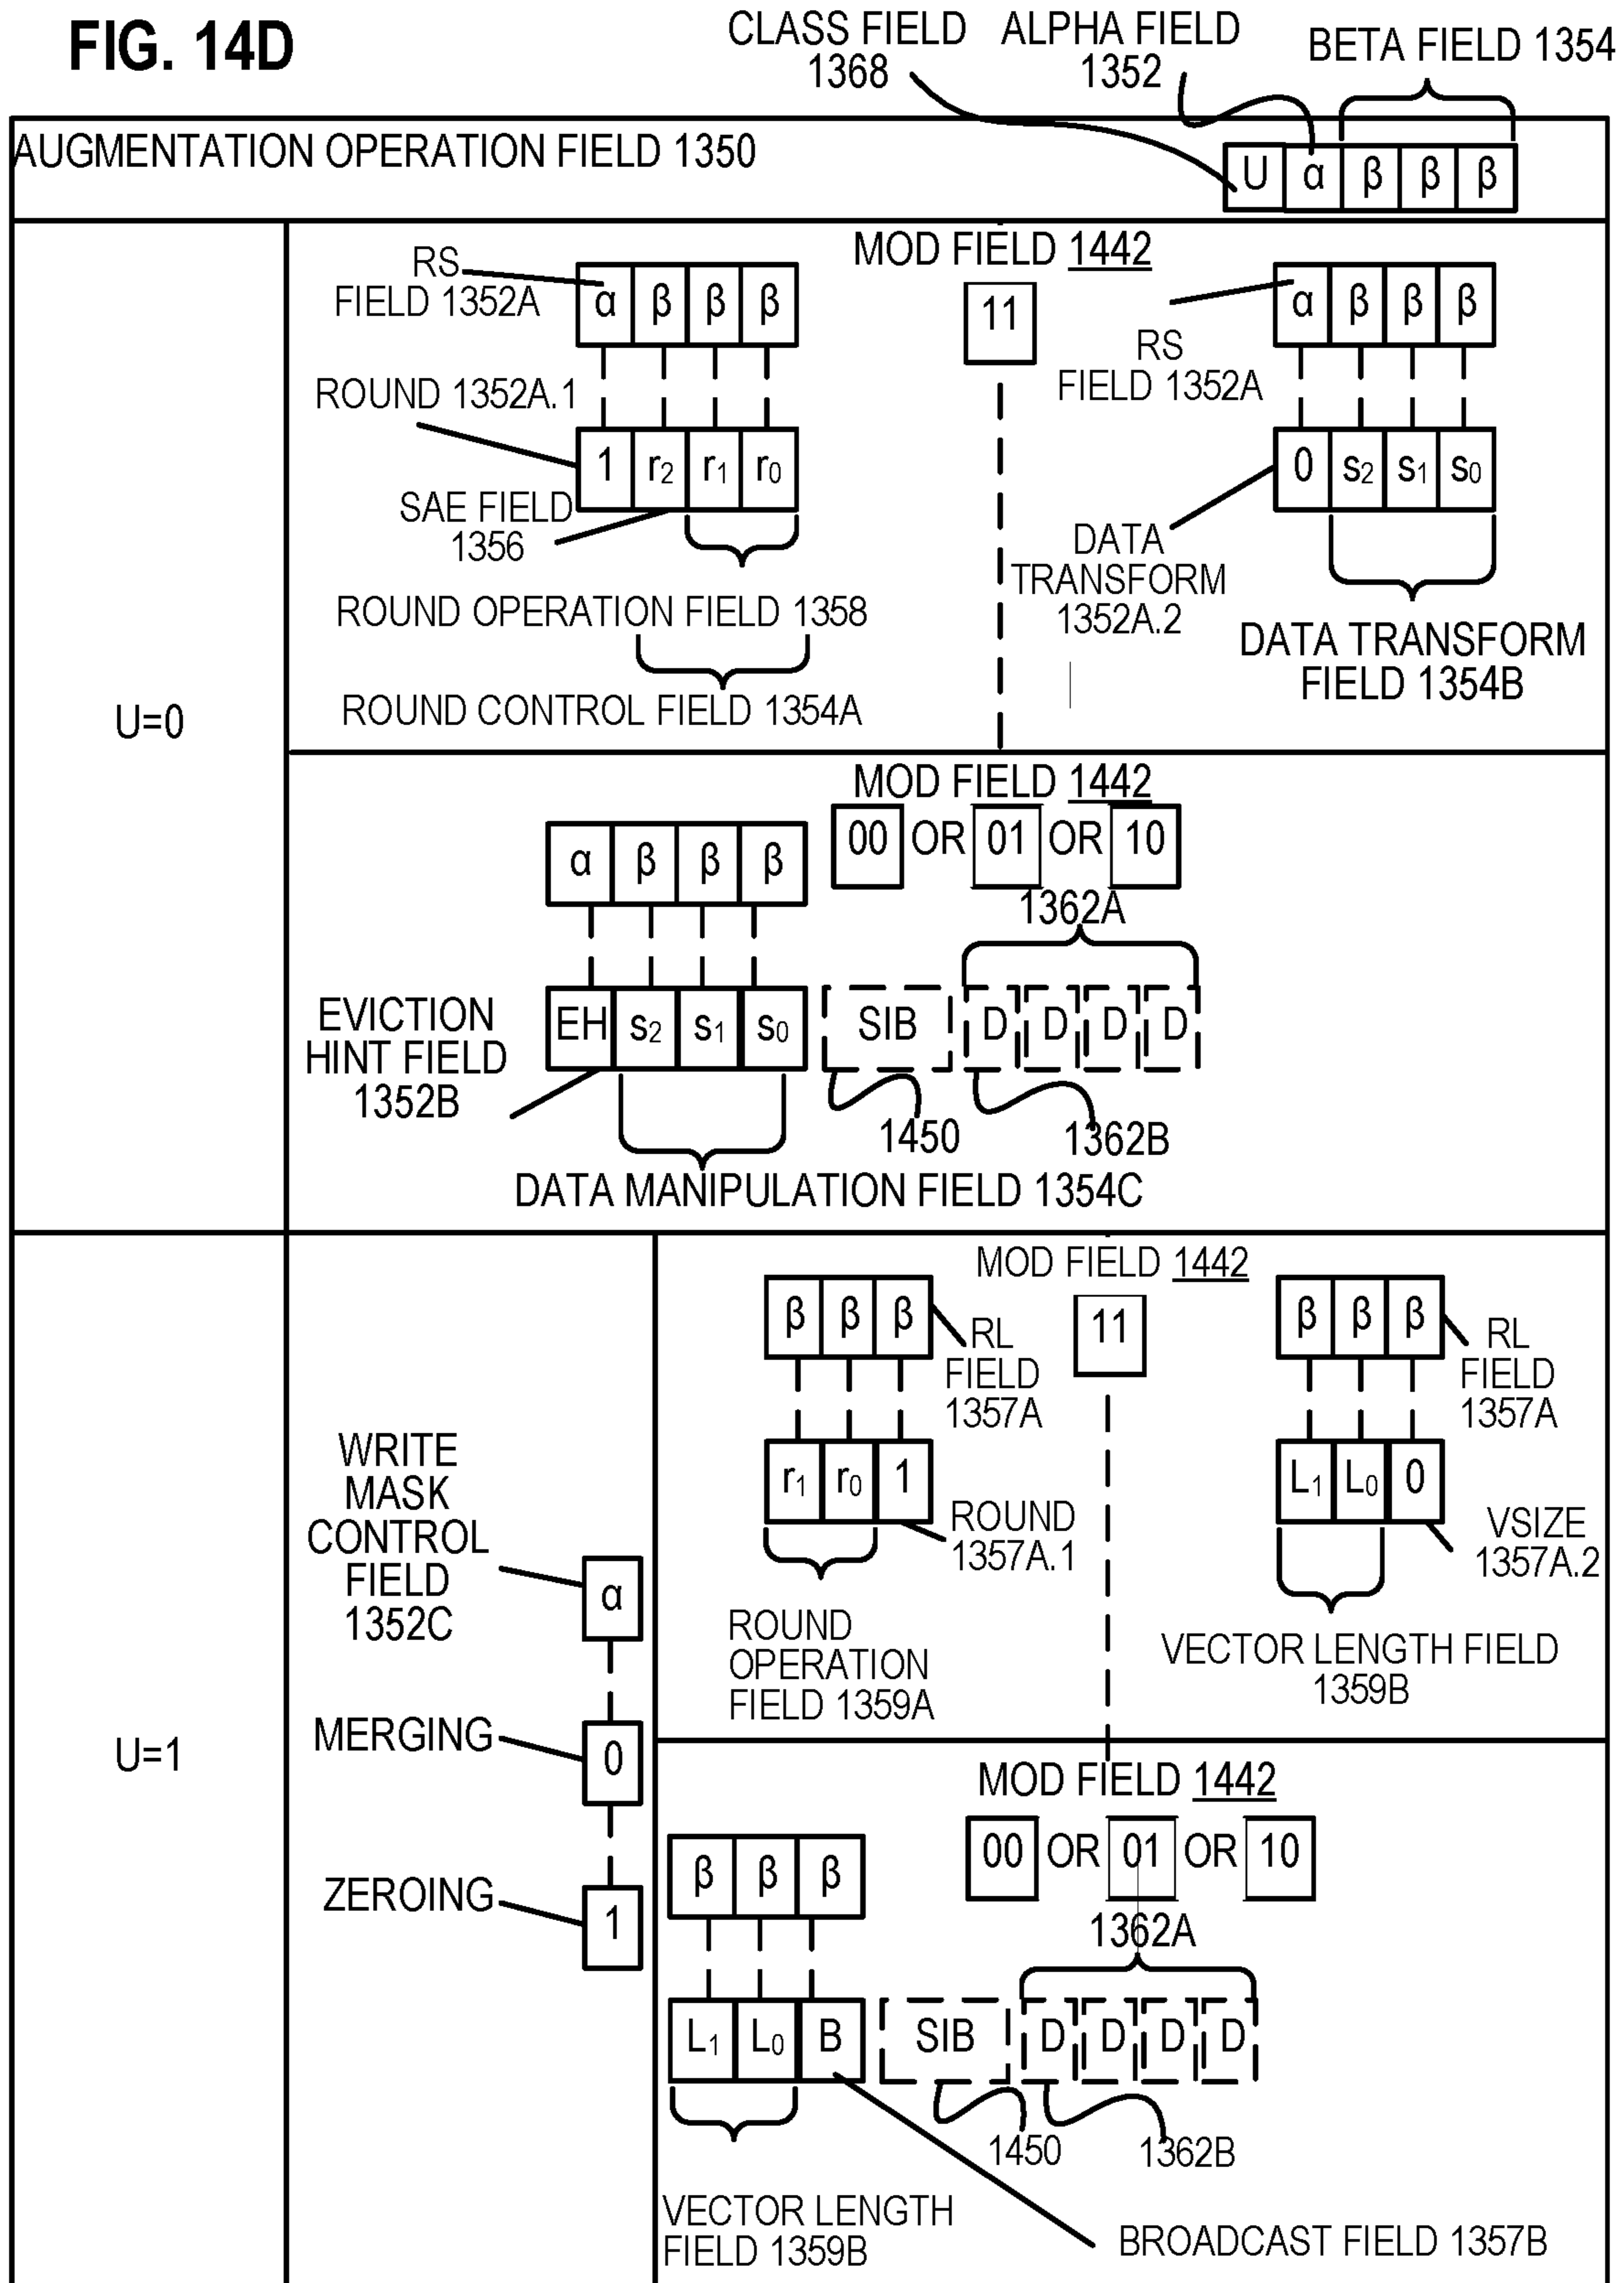 FIG. 14D
CLASS FIELD
1368
ALPHA FIELD
1352
BETA FIELD 1354
AUGMENTATION OPERATION FIELD 1350
U α β β β
U=0
MOD FIELD 1442
11
RS
FIELD 1352A
α β β β
ROUND 1352A.1
1 r2 r1 r0
SAE FIELD
1356
ROUND OPERATION FIELD 1358
ROUND CONTROL FIELD 1354A
α β β β
RS
FIELD 1352A
0 s2 s1 s0
DATA
TRANSFORM
1352A.2
DATA TRANSFORM
FIELD 1354B
MOD FIELD 1442
00 OR 01 OR 10
α β β β
1362A
EVICTION
HINT FIELD
1352B
EH s2 s1 s0 SIB D D D D
1450
1362B
DATA MANIPULATION FIELD 1354C
U=1
WRITE
MASK
CONTROL
FIELD
1352C
α
MERGING
0
ZEROING
1
MOD FIELD 1442
11
β β β
RL
FIELD
1357A
r1 r0 1
ROUND
1357A.1
ROUND
OPERATION
FIELD 1359A
β β β
RL
FIELD
1357A
L1 L0 0
VSIZE
1357A.2
VECTOR LENGTH FIELD
1359B
MOD FIELD 1442
00 OR 01 OR 10
β β β
1362A
L1 L0 B SIB D D D D
1450
1362B
VECTOR LENGTH
FIELD 1359B
BROADCAST FIELD 1357B